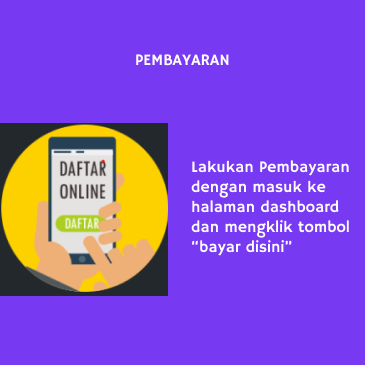 PEMBAYARAN
DAFTAR
ONLINE
DAFTAR
Lakukan Pembayaran
dengan masuk ke
halaman dashboard
dan mengklik tombol
“bayar disini”